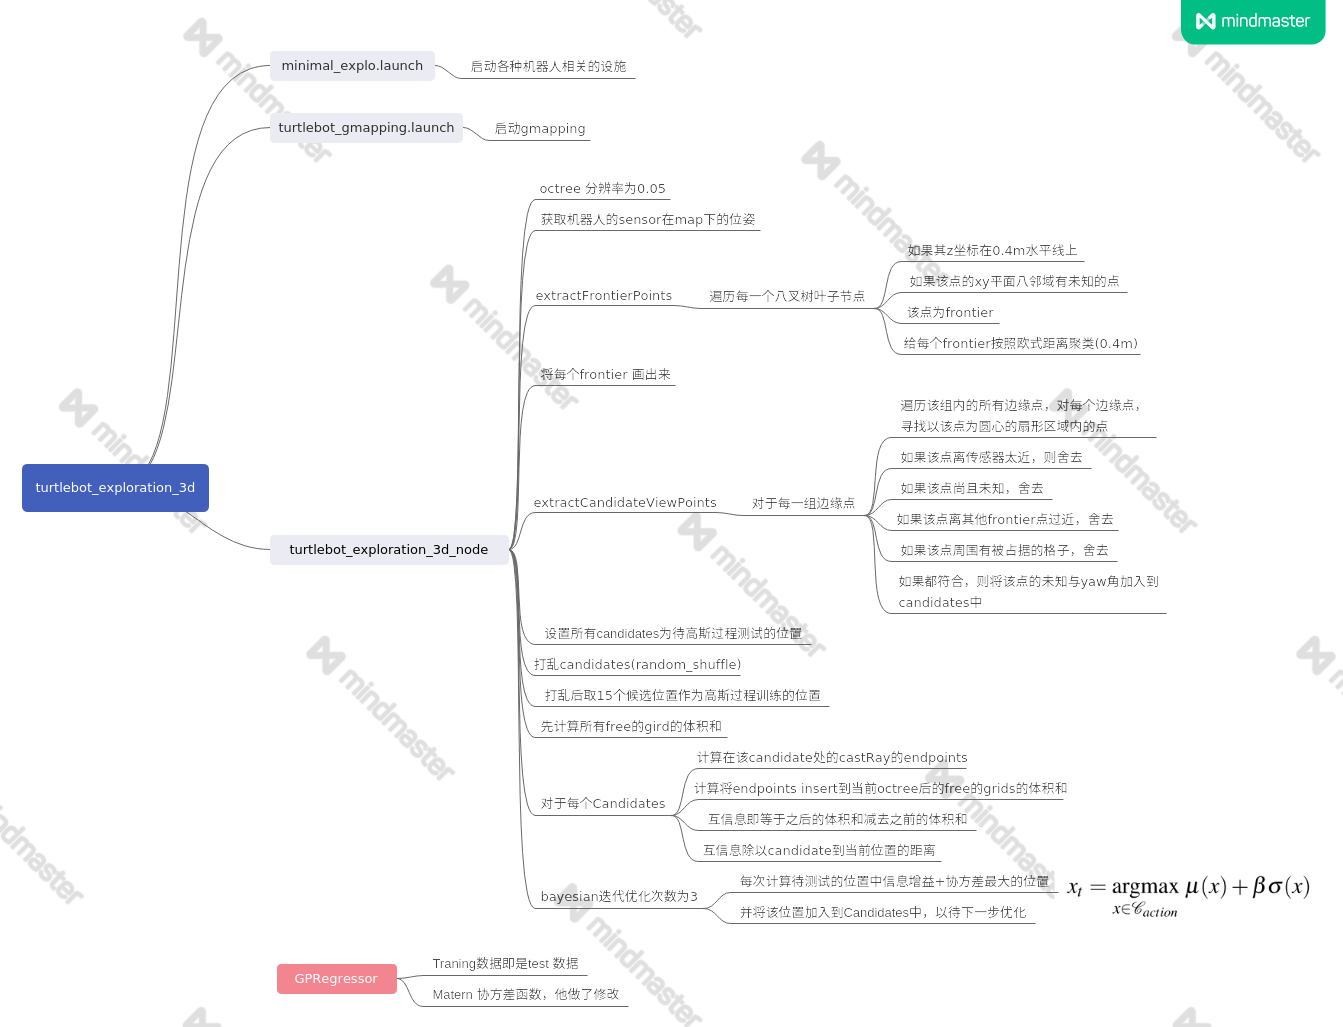 mindmaster
minimal_explo.launch
启动各种机器人相关的设施
turtlebot_gmapping.launch
启动gmapping
turtlebot_exploration_3d
turtlebot_exploration_3d_node
octree 分辨率为0.05
获取机器人的sensor在map下的位姿
extractFrontierPoints
遍历每一个八叉树叶子节点
如果其z坐标在0.4m水平线上
如果该点的xy平面八邻域有未知的点
该点为frontier
给每个frontier按照欧式距离聚类(0.4m)
将每个frontier 画出来
extractCandidateViewPoints
对于每一组边缘点
遍历该组内的所有边缘点，对每个边缘点，
寻找以该点为圆心的扇形区域内的点
如果该点离传感器太近，则舍去
如果该点尚且未知，舍去
如果该点离其他frontier点过近，舍去
如果该点周围有被占据的格子，舍去
如果都符合，则将该点的未知与yaw角加入到
candidates中
设置所有candidates为待高斯过程测试的位置
打乱candidates(random_shuffle)
打乱后取15个候选位置作为高斯过程训练的位置
先计算所有free的gird的体积和
对于每个Candidates
计算在该candidate处的castRay的endpoints
计算将endpoints insert到当前octree后的free的grids的体积和
互信息即等于之后的体积和减去之前的体积和
互信息除以candidate到当前位置的距离
bayesian迭代优化次数为3
每次计算待测试的位置中信息增益+协方差最大的位置
x_t = argmax μ(x) + βσ(x)
x∈𝒞_action
并将该位置加入到Candidates中，以待下一步优化
GPRegressor
Traning数据即是test 数据
Matern 协方差函数，他做了修改